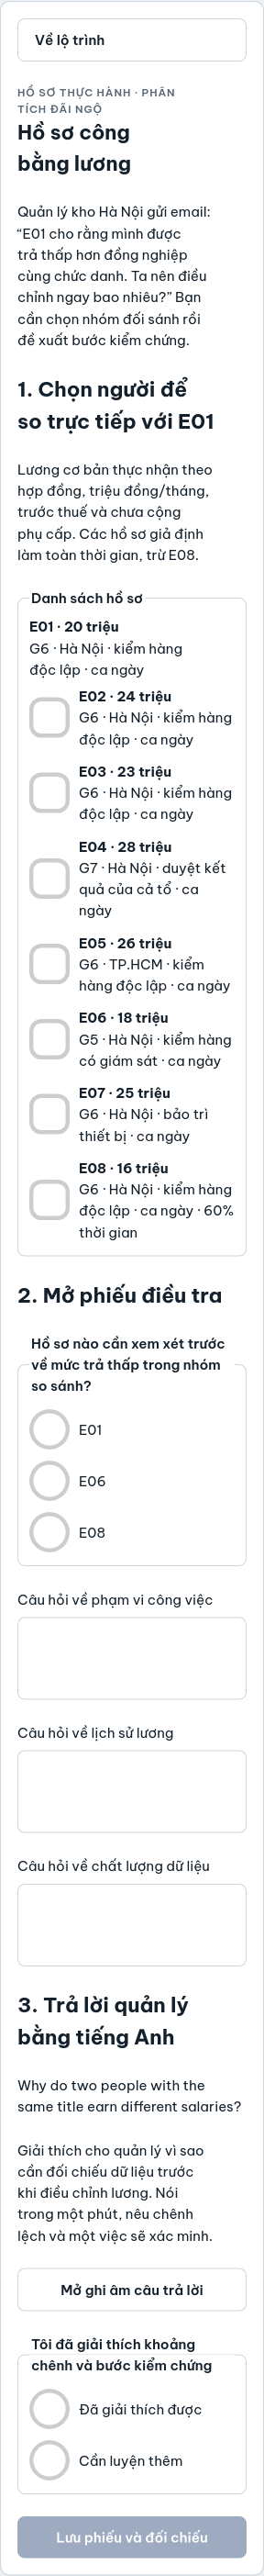 Về lộ trình
HỒ SƠ THỰC HÀNH · PHÂN
TÍCH ĐÃI NGỘ
Hồ sơ công
bằng lương
Quản lý kho Hà Nội gửi email:
“E01 cho rằng mình được
trả thấp hơn đồng nghiệp
cùng chức danh. Ta nên điều
chỉnh ngay bao nhiêu?” Bạn
cần chọn nhóm đối sánh rồi
đề xuất bước kiểm chứng.
1. Chọn người để
so trực tiếp với E01
Lương cơ bản thực nhận theo
hợp đồng, triệu đồng/tháng,
trước thuế và chưa cộng
phụ cấp. Các hồ sơ giả định
làm toàn thời gian, trừ E08.
Danh sách hồ sơ
E01 · 20 triệu
G6 · Hà Nội · kiểm hàng
độc lập · ca ngày
E02 · 24 triệu
G6 · Hà Nội · kiểm hàng
độc lập · ca ngày
E03 · 23 triệu
G6 · Hà Nội · kiểm hàng
độc lập · ca ngày
E04 · 28 triệu
G7 · Hà Nội · duyệt kết
quả của cả tổ · ca
ngày
E05 · 26 triệu
G6 · TP.HCM · kiểm
hàng độc lập · ca ngày
E06 · 18 triệu
G5 · Hà Nội · kiểm hàng
có giám sát · ca ngày
E07 · 25 triệu
G6 · Hà Nội · bảo trì
thiết bị · ca ngày
E08 · 16 triệu
G6 · Hà Nội · kiểm hàng
độc lập · ca ngày · 60%
thời gian
2. Mở phiếu điều tra
Hồ sơ nào cần xem xét trước
về mức trả thấp trong nhóm
so sánh?
E01
E06
E08
Câu hỏi về phạm vi công việc
Câu hỏi về lịch sử lương
Câu hỏi về chất lượng dữ liệu
3. Trả lời quản lý
bằng tiếng Anh
Why do two people with the
same title earn different salaries?
Giải thích cho quản lý vì sao
cần đối chiếu dữ liệu trước
khi điều chỉnh lương. Nói
trong một phút, nêu chênh
lệch và một việc sẽ xác minh.
Mở ghi âm câu trả lời
Tôi đã giải thích khoảng
chênh và bước kiểm chứng
Đã giải thích được
Cần luyện thêm
Lưu phiếu và đối chiếu